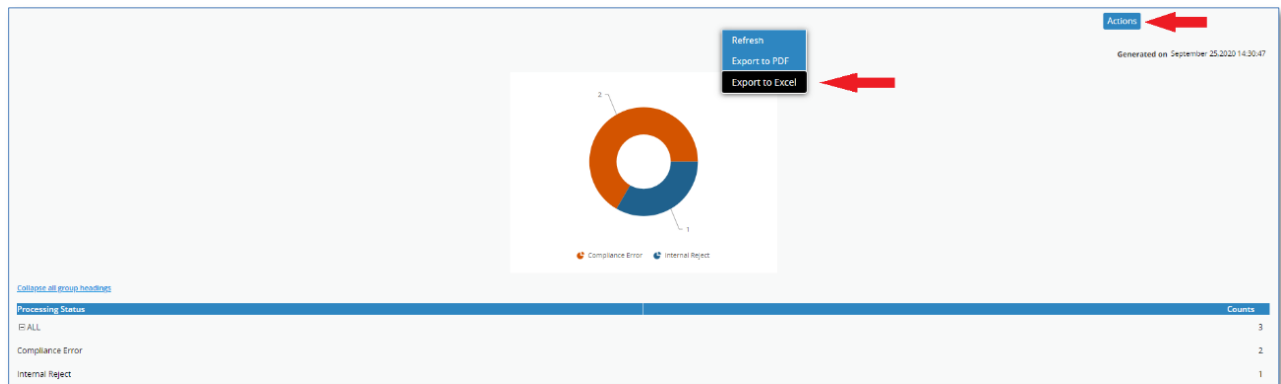 Actions
Refresh
Export to PDF
Export to Excel
Generated on September 25,2020 14:30:47
2
1
Compliance Error Internal Reject
Collapse all group headings
Processing Status Counts
ALL 3
Compliance Error 2
Internal Reject 1